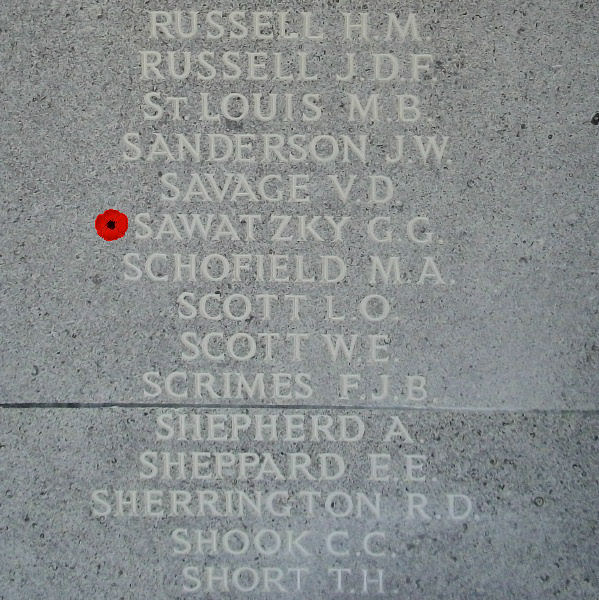 RUSSELL H.M.
RUSSELL J.D.F.
ST. LOUIS M.B.
SANDERSON J.W.
SAVAGE V.D.
SAWATZKY G.G.
SCHOFIELD M.A.
SCOTT L.O.
SCOTT W.E.
SCRIMES F.J.B.
SHEPHERD A.
SHEPPARD E.E.
SHERRINGTON R.D.
SHOOK C.C.
SHORT T.H.